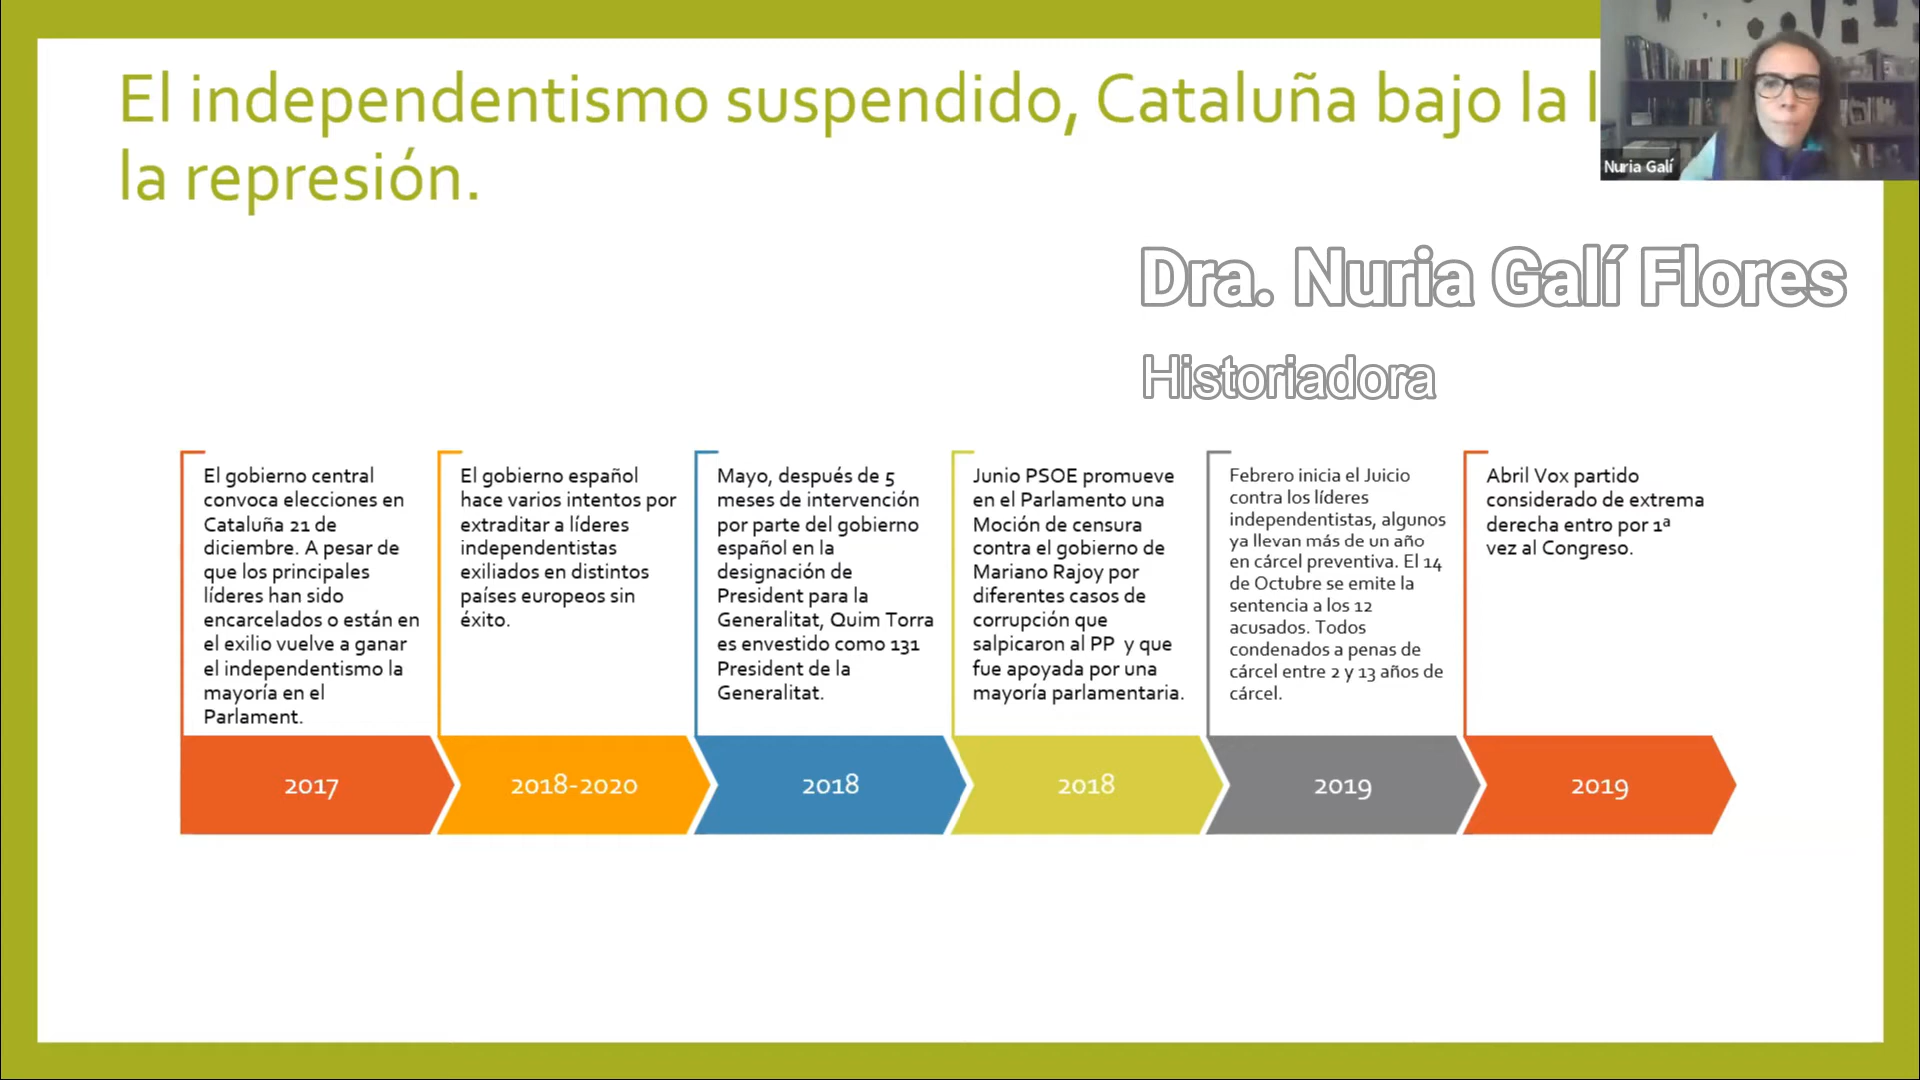 El independentismo suspendido, Cataluña bajo la
la represión.
Nuria Galí
Dra. Nuria Galí Flores
Historiadora
El gobierno central
convoca elecciones en
Cataluña 21 de
diciembre. A pesar de
que los principales
líderes han sido
encarcelados o están en
el exilio vuelve a ganar
el independentismo la
mayoría en el
Parlament.
2017
El gobierno español
hace varios intentos por
extraditar a líderes
independentistas
exiliados en distintos
países europeos sin
éxito.
2018-2020
Mayo, después de 5
meses de intervención
por parte del gobierno
español en la
designación de
President para la
Generalitat, Quim Torra
es envestido como 131
President de la
Generalitat.
2018
Junio PSOE promueve
en el Parlamento una
Moción de censura
contra el gobierno de
Mariano Rajoy por
diferentes casos de
corrupción que
salpicaron al PP y que
fue apoyada por una
mayoría parlamentaria.
2018
Febrero inicia el Juicio
contra los líderes
independentistas, algunos
ya llevan más de un año
en cárcel preventiva. El 14
de Octubre se emite la
sentencia a los 12
acusados. Todos
condenados a penas de
cárcel entre 2 y 13 años de
cárcel.
2019
Abril Vox partido
considerado de extrema
derecha entro por 1ª
vez al Congreso.
2019